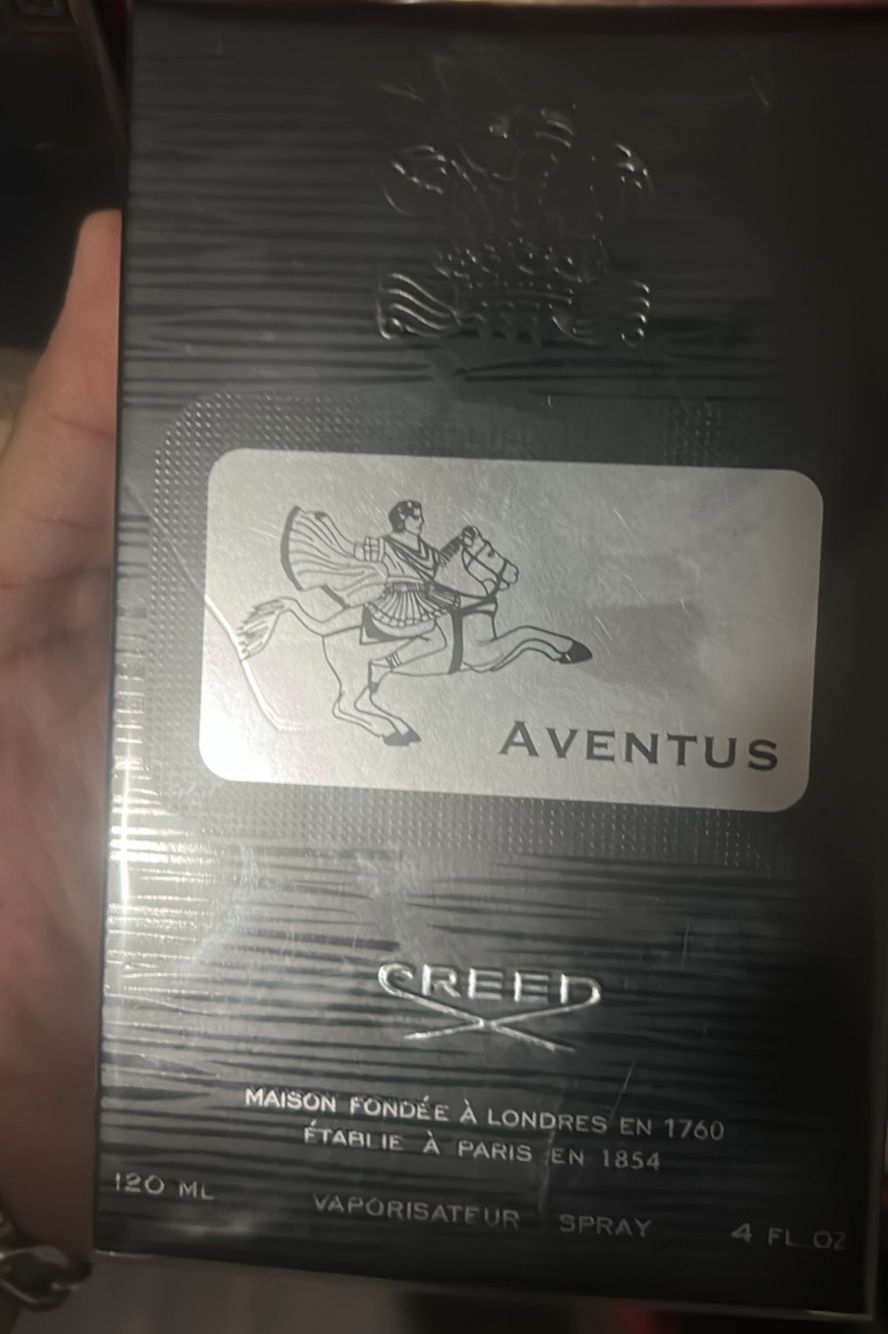 AVENTUS
CREED
MAISON FONDÉE À LONDRES EN 1760
ÉTABLIE À PARIS EN 1854
120 ML VAPORISATEUR SPRAY 4 FL OZ